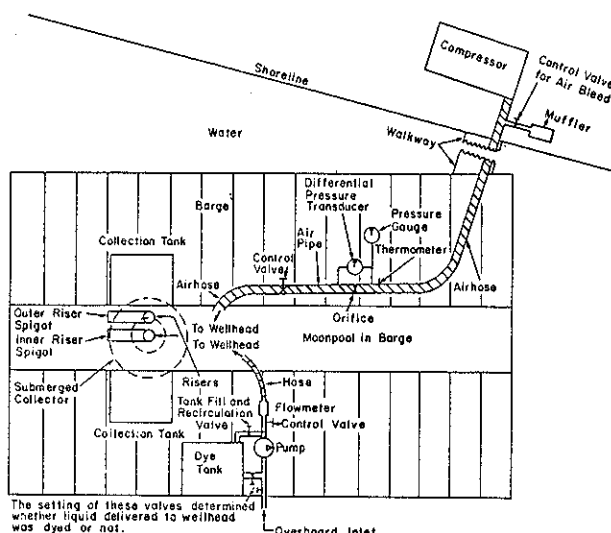 Compressor
Control Valve
for Air Bleed
Muffler
Shoreline
Water
Walkway
Differential
Pressure
Transducer
Pressure
Gauge
Thermometer
Barge
Air
Pipe
Collection Tank
Control
Valve
Airhose
Airhose
Outer Riser
Spigot
Inner Riser
Spigot
To Wellhead
To Wellhead
Orifice
Moonpool in Barge
Submerged
Collector
Risers
Hose
Tank Fill and
Recirculation
Valve
Flowmeter
Control Valve
Collection Tank
Pump
Dye
Tank
The setting of these valves determined
whether liquid delivered to wellhead
was dyed or not.
Overboard Inlet